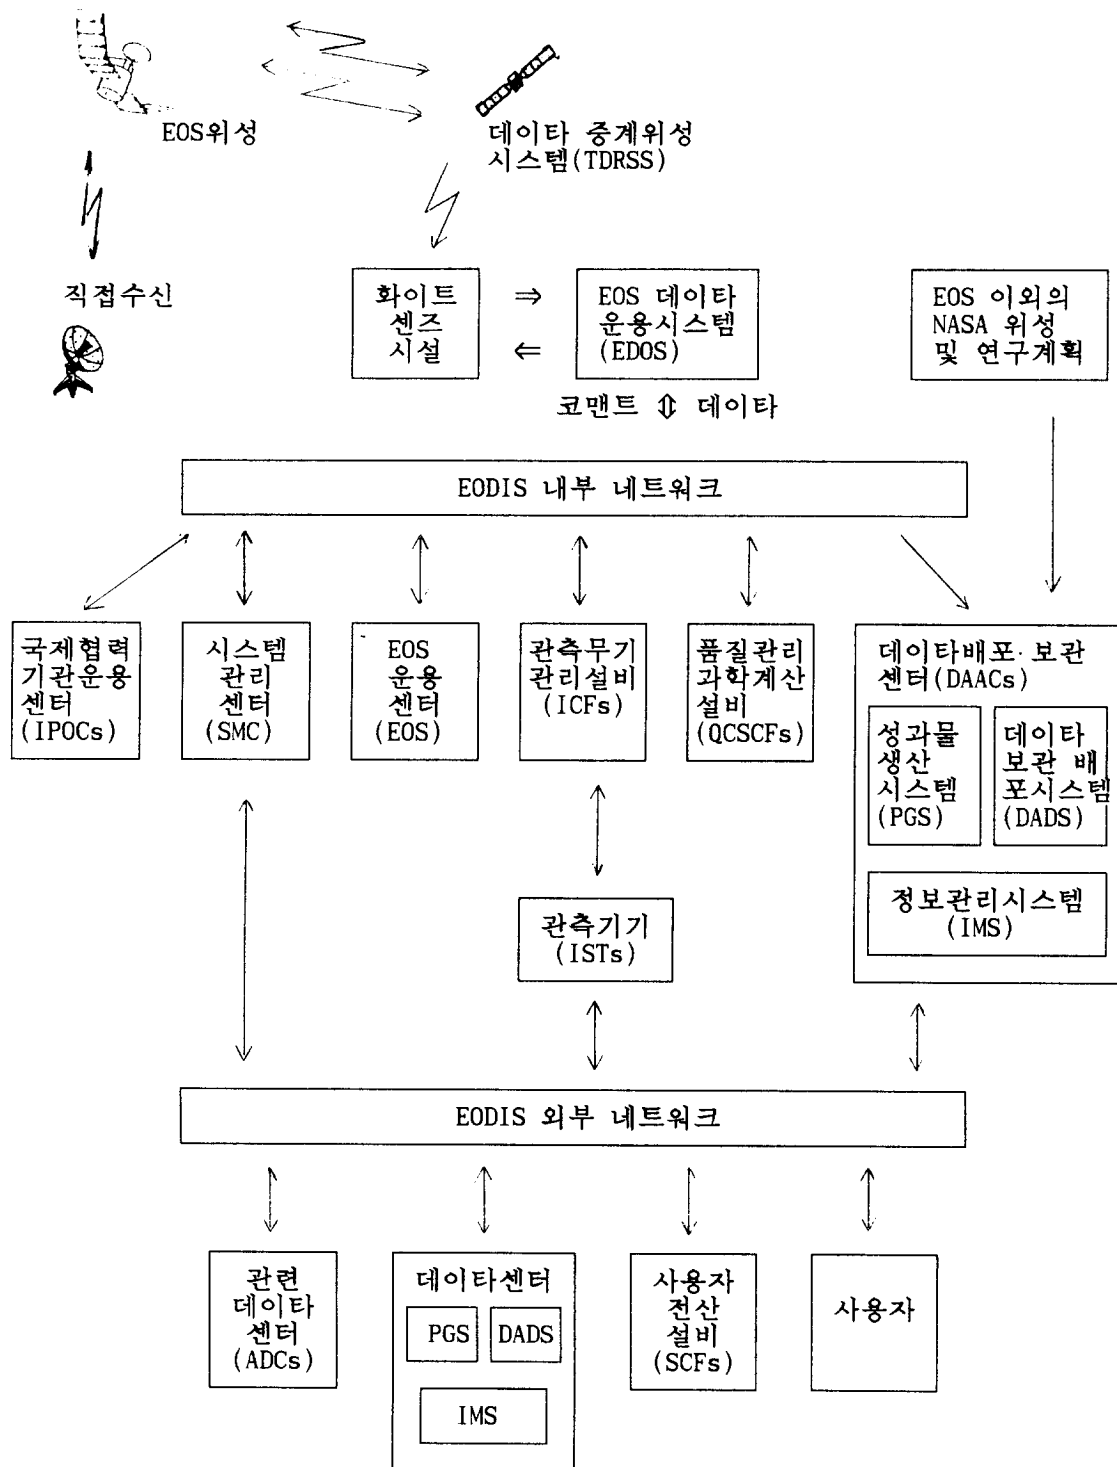 EOS위성
데이타 중계위성
시스템(TDRSS)
직접수신
화이트
센즈
시설
⇒
⇐
EOS 데이타
운용시스템
(EDOS)
EOS 이외의
NASA 위성
및 연구계획
코맨트 ⇕ 데이타
EODIS 내부 네트워크
국제협력
기관운용
센터
(IPOCs)
시스템
관리
센터
(SMC)
EOS
운용
센터
(EOS)
관측무기
관리설비
(ICFs)
품질관리
과학계산
설비
(QCSCFs)
데이타배포·보관
센터(DAACs)
성과물
생산
시스템
(PGS)
데이타
보관 배
포시스템
(DADS)
정보관리시스템
(IMS)
관측기기
(ISTs)
EODIS 외부 네트워크
관련
데이타
센터
(ADCs)
데이타센터
PGS
DADS
IMS
사용자
전산
설비
(SCFs)
사용자